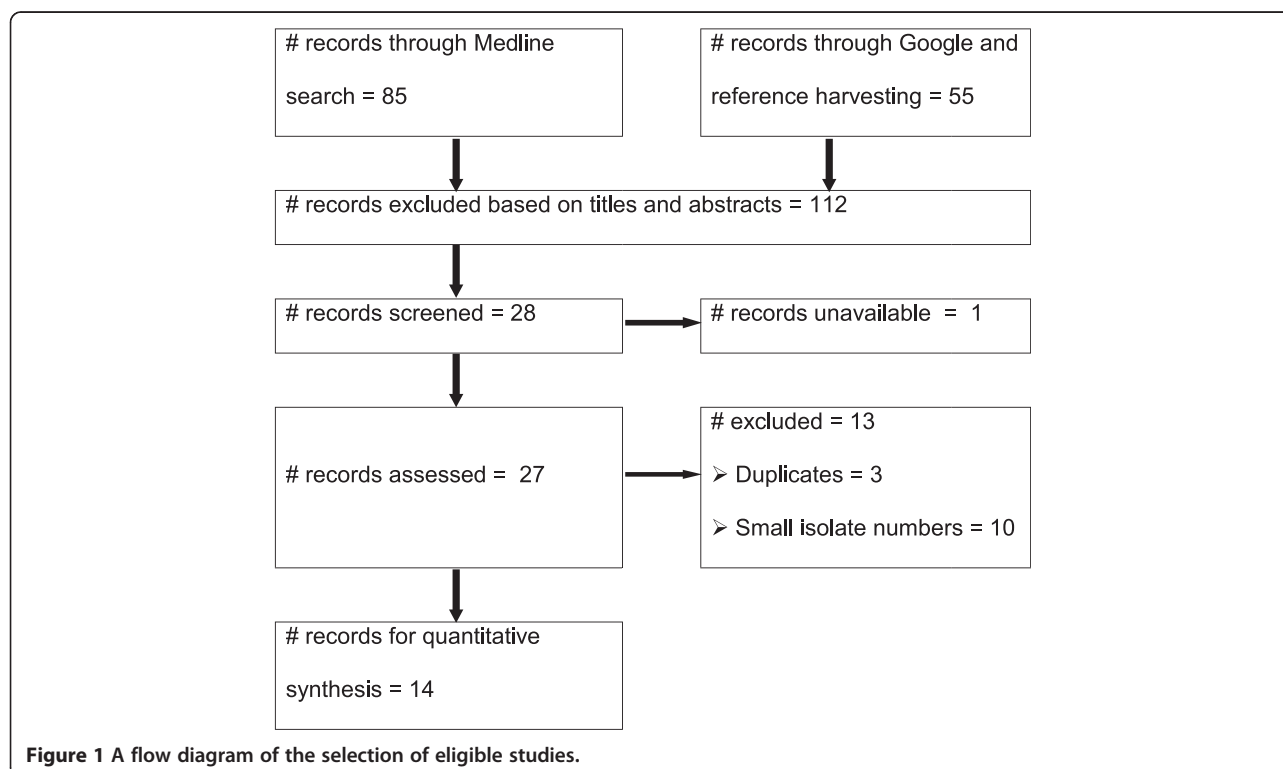 # records through Medline
search = 85
# records through Google and
reference harvesting = 55
# records excluded based on titles and abstracts = 112
# records screened = 28
# records unavailable = 1
# records assessed = 27
# excluded = 13
➢ Duplicates = 3
➢ Small isolate numbers = 10
# records for quantitative
synthesis = 14
Figure 1 A flow diagram of the selection of eligible studies.